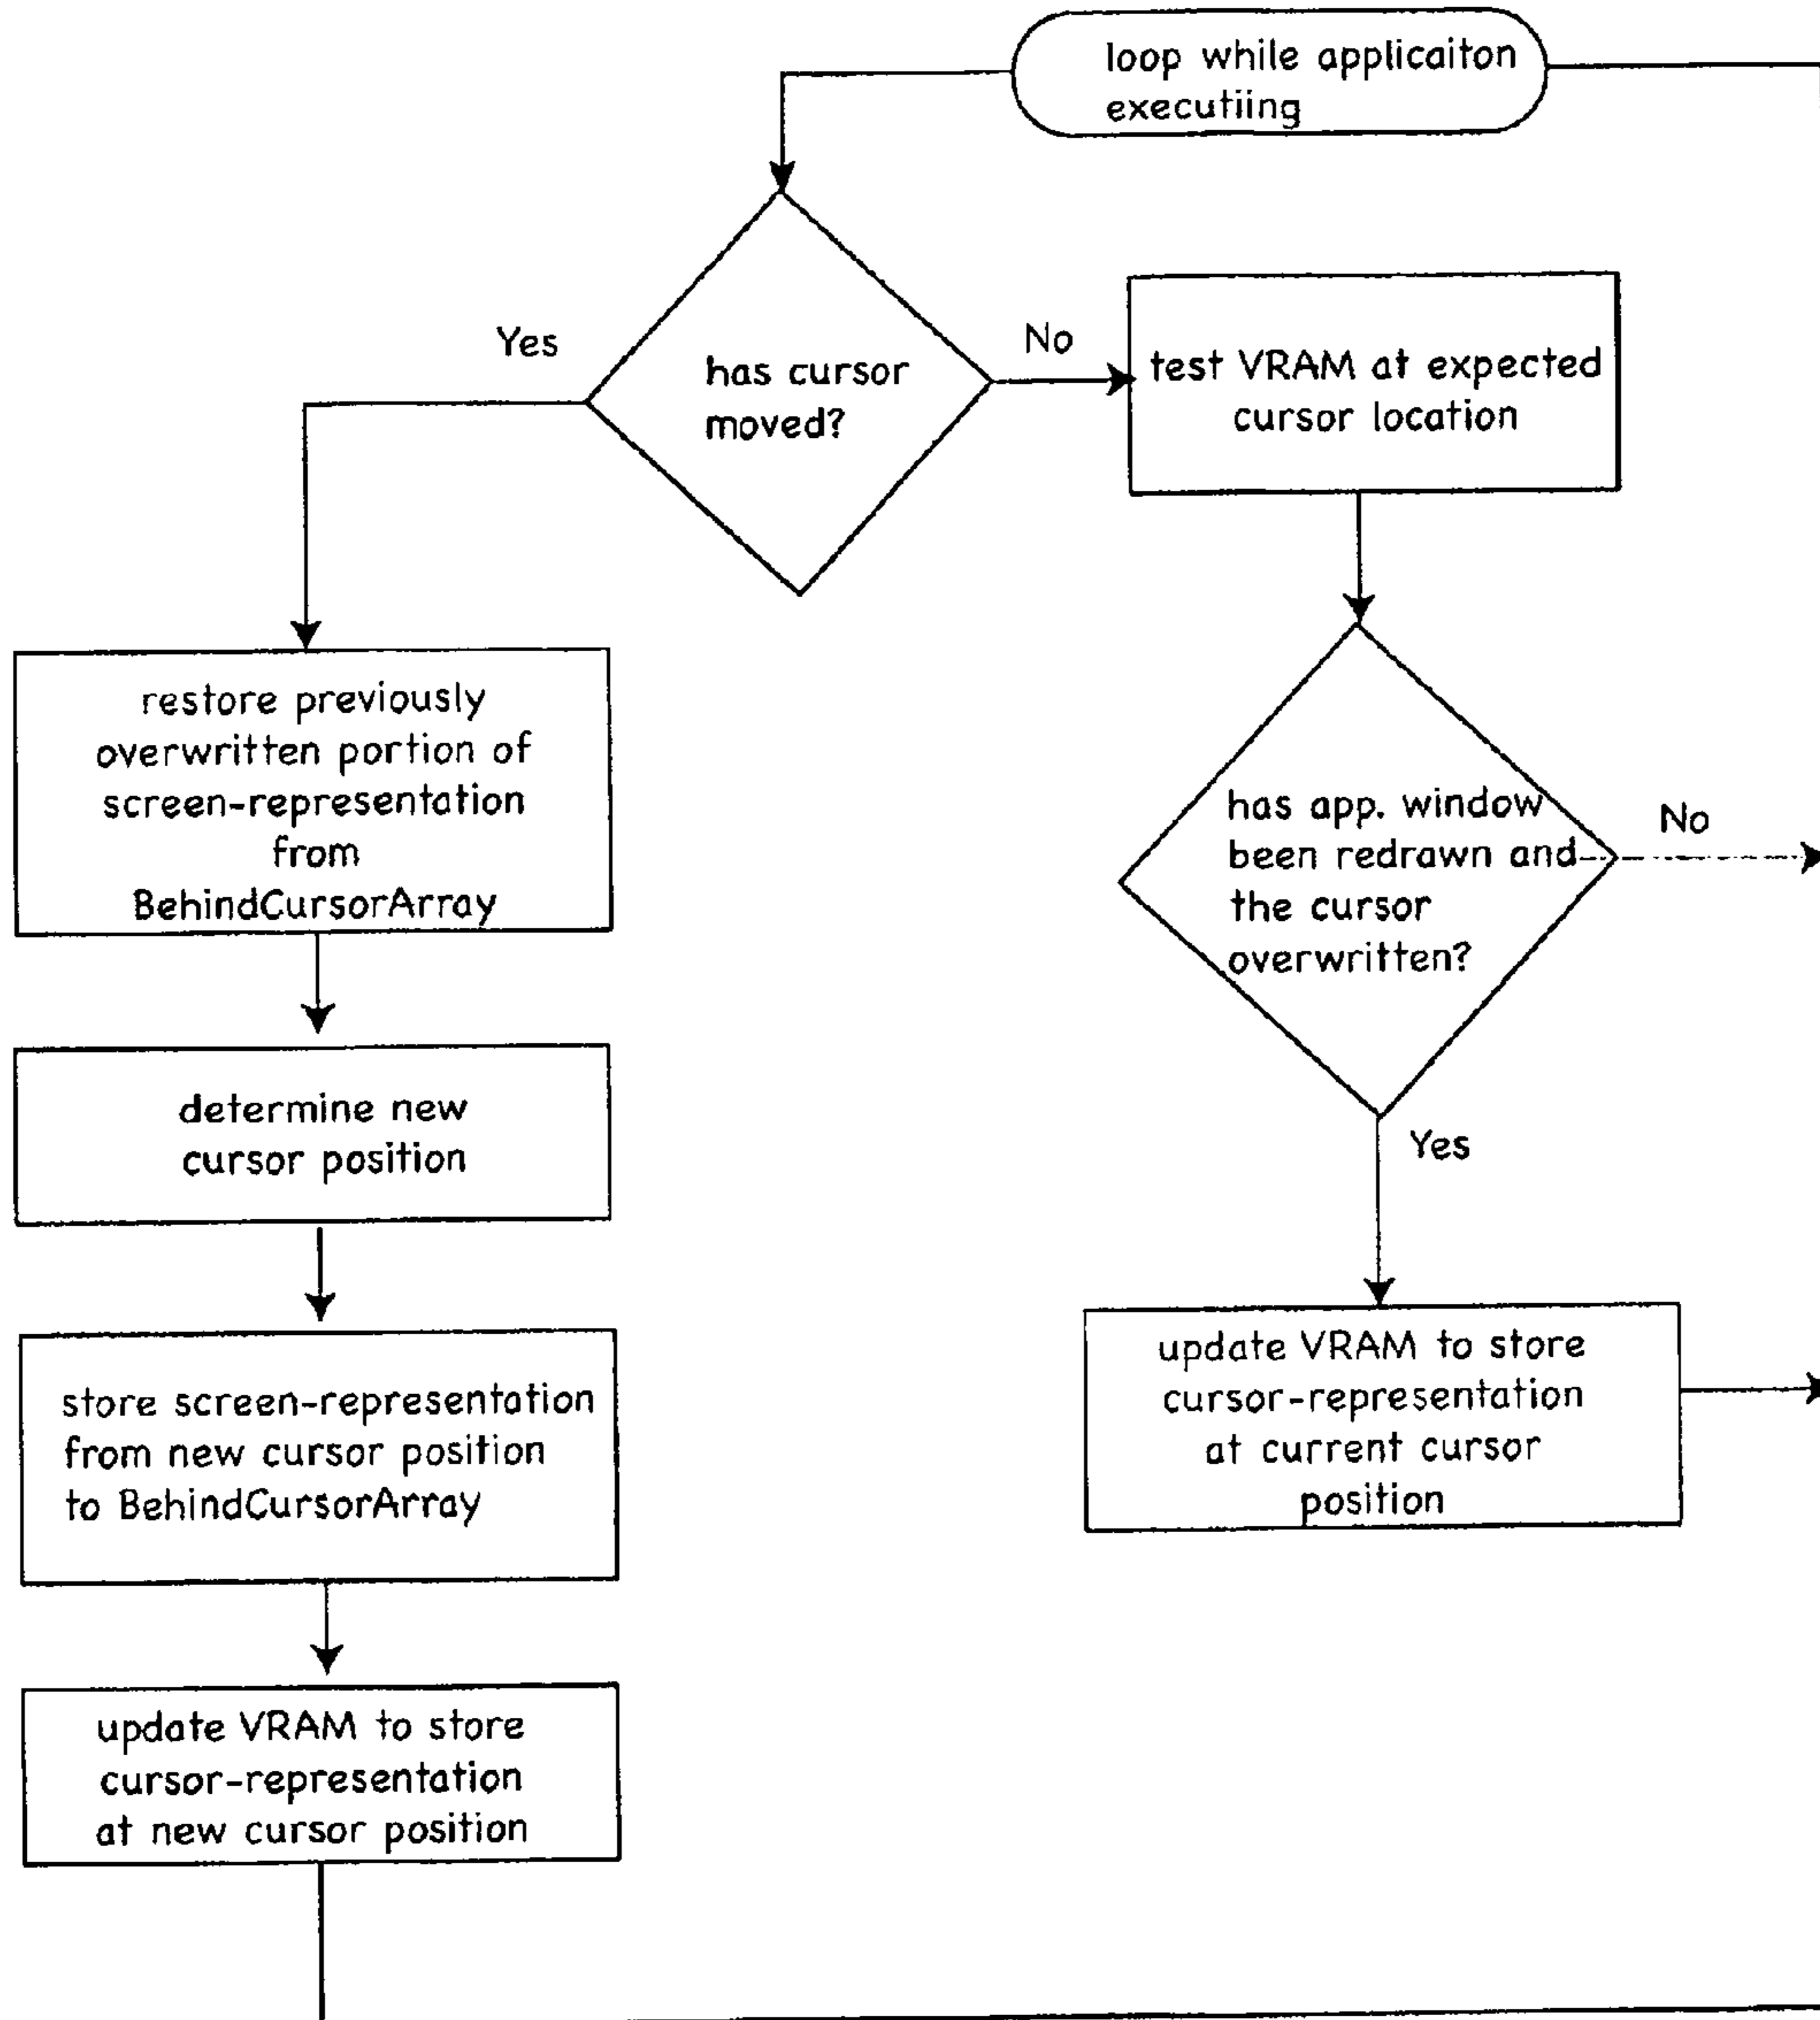 loop while applicaiton
executiing
has cursor
moved?
Yes
No
test VRAM at expected
cursor location
restore previously
overwritten portion of
screen-representation
from
BehindCursorArray
has app. window
been redrawn and
the cursor
overwritten?
No
Yes
determine new
cursor position
store screen-representation
from new cursor position
to BehindCursorArray
update VRAM to store
cursor-representation
at current cursor
position
update VRAM to store
cursor-representation
at new cursor position